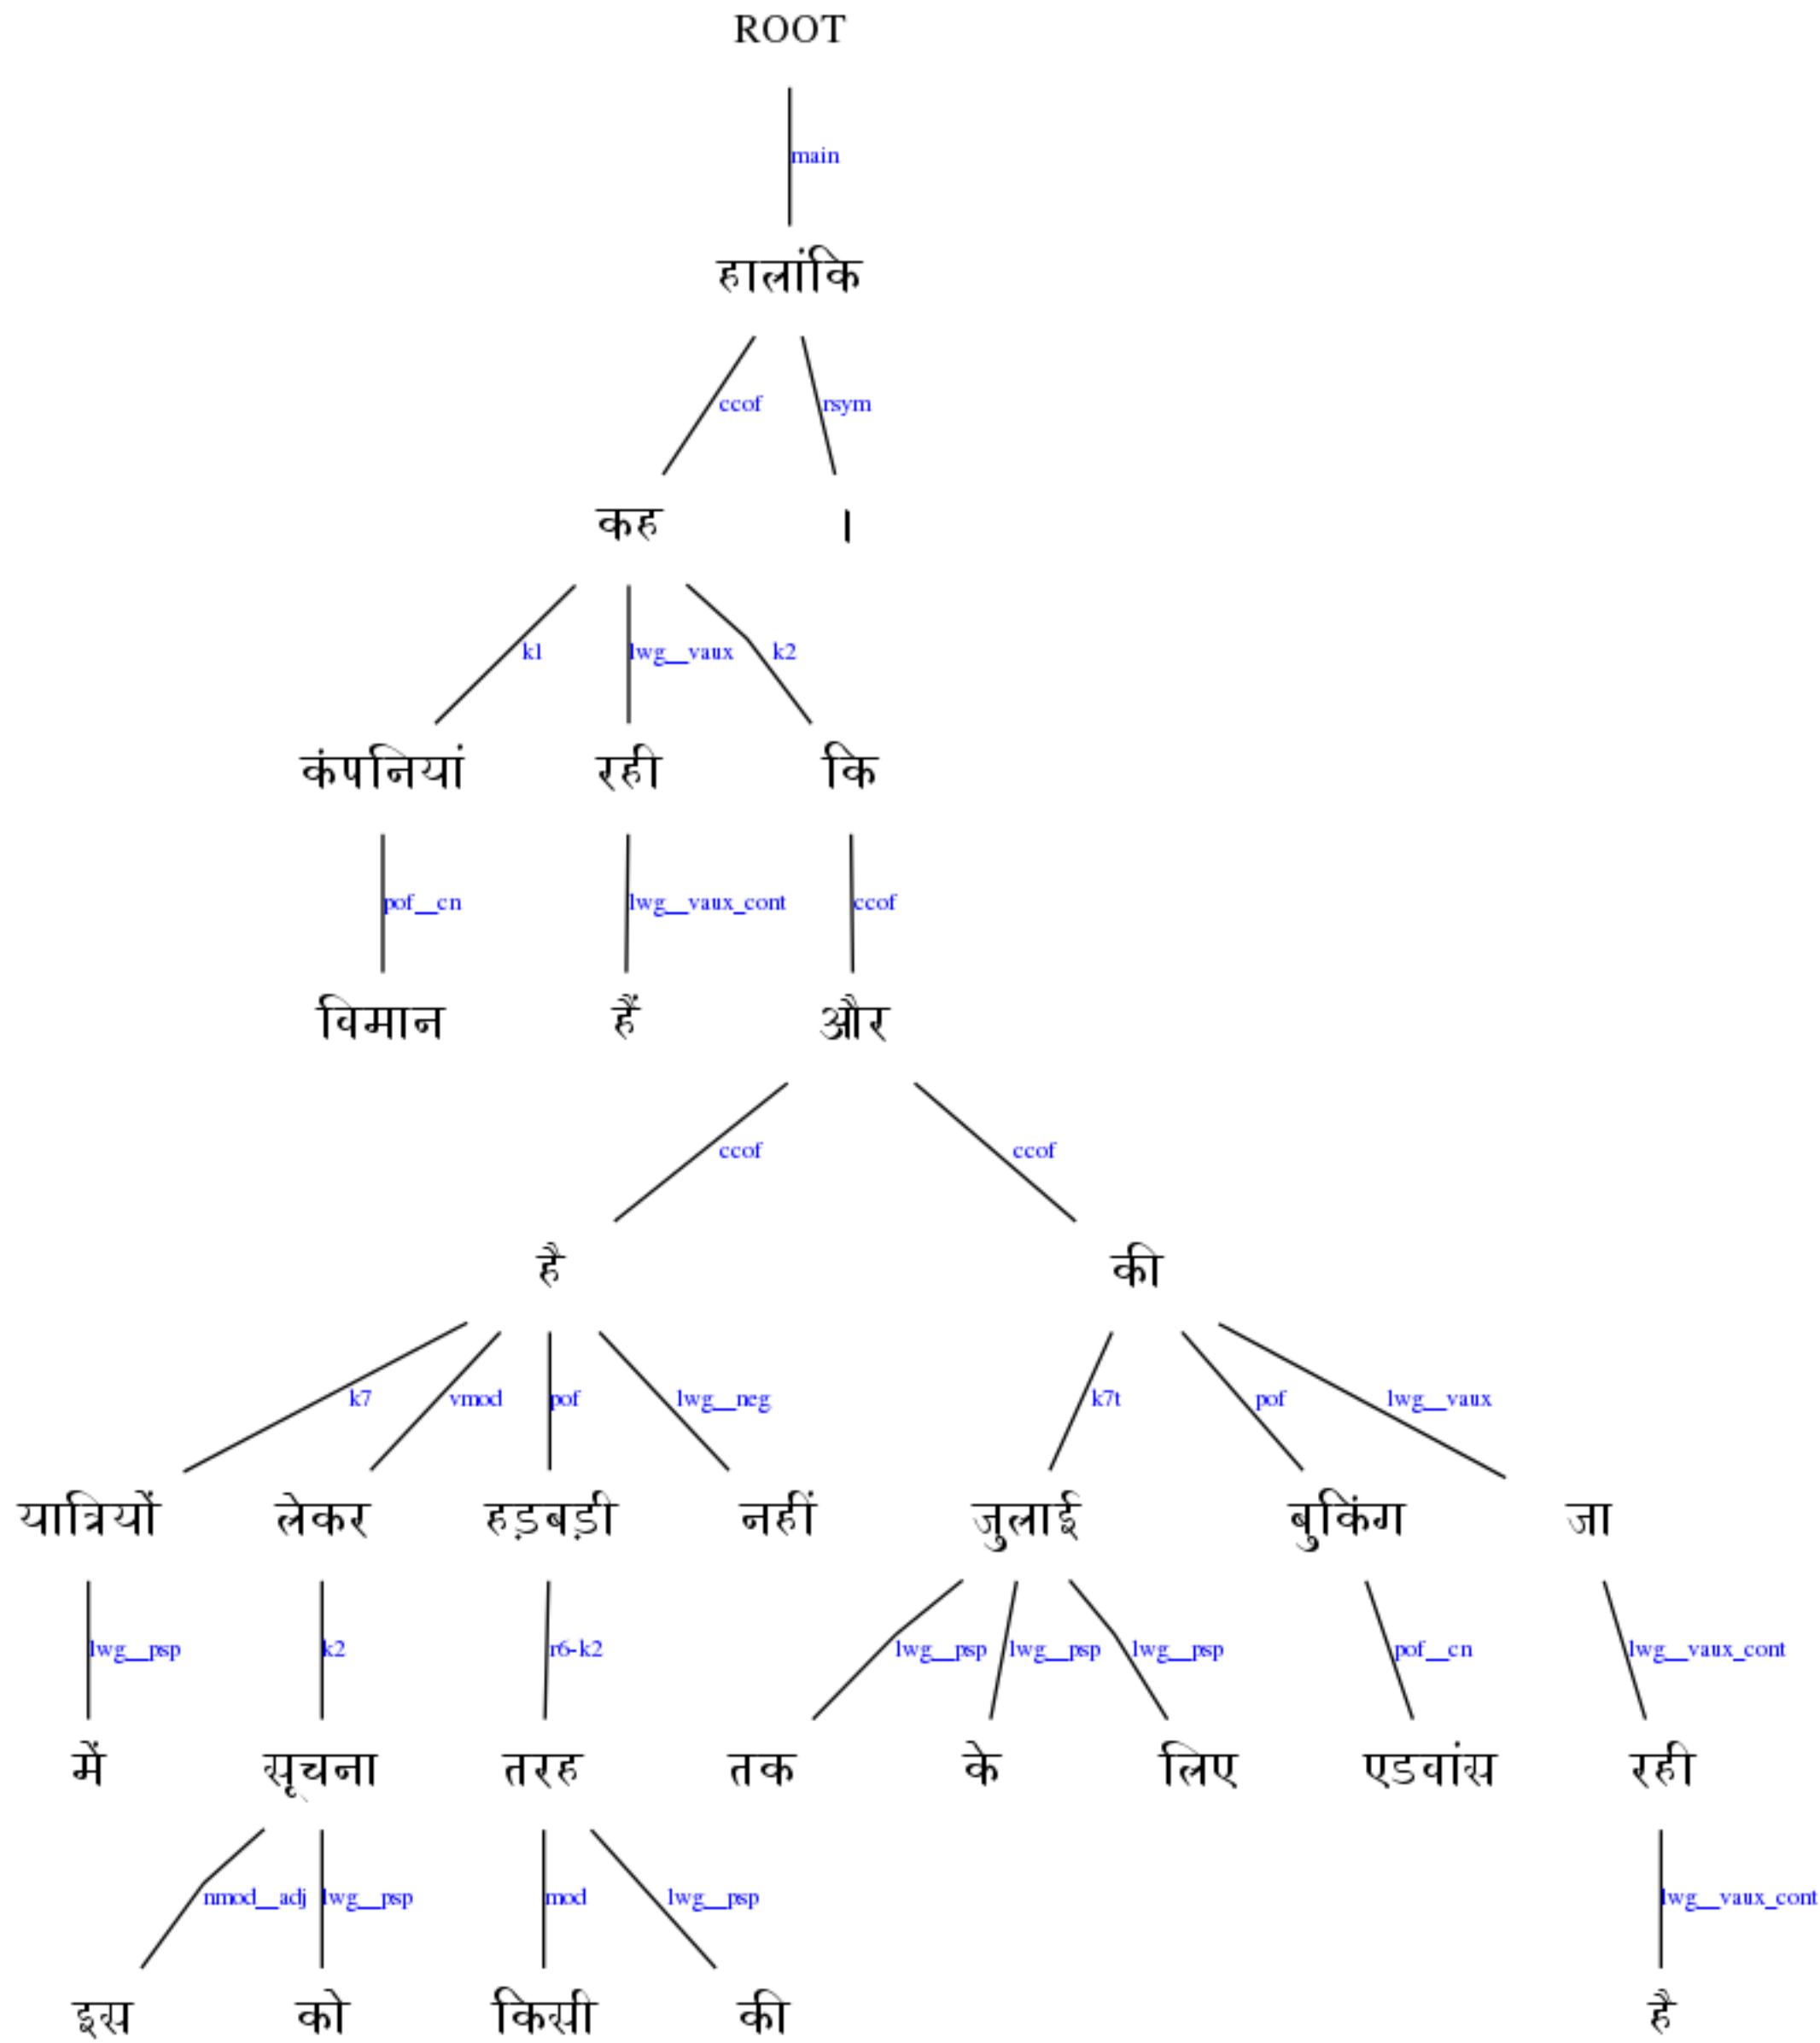 ROOT
main
हालांकि
ccof rsym
कह ।
k1 lwg__vaux k2
कंपनियां रही कि
pof__cn lwg__vaux_cont ccof
विमान हैं और
ccof ccof
है की
k7 vmod pof lwg__neg k7t pof lwg__vaux
यात्रियों लेकर हड़बड़ी नहीं जुलाई बुकिंग जा
lwg__psp k2 r6-k2 lwg__psp lwg__psp lwg__psp pof__cn lwg__vaux_cont
में सूचना तरह तक के लिए एडवांस रही
nmod__adj lwg__psp mod lwg__psp lwg__vaux_cont
इस को किसी की है